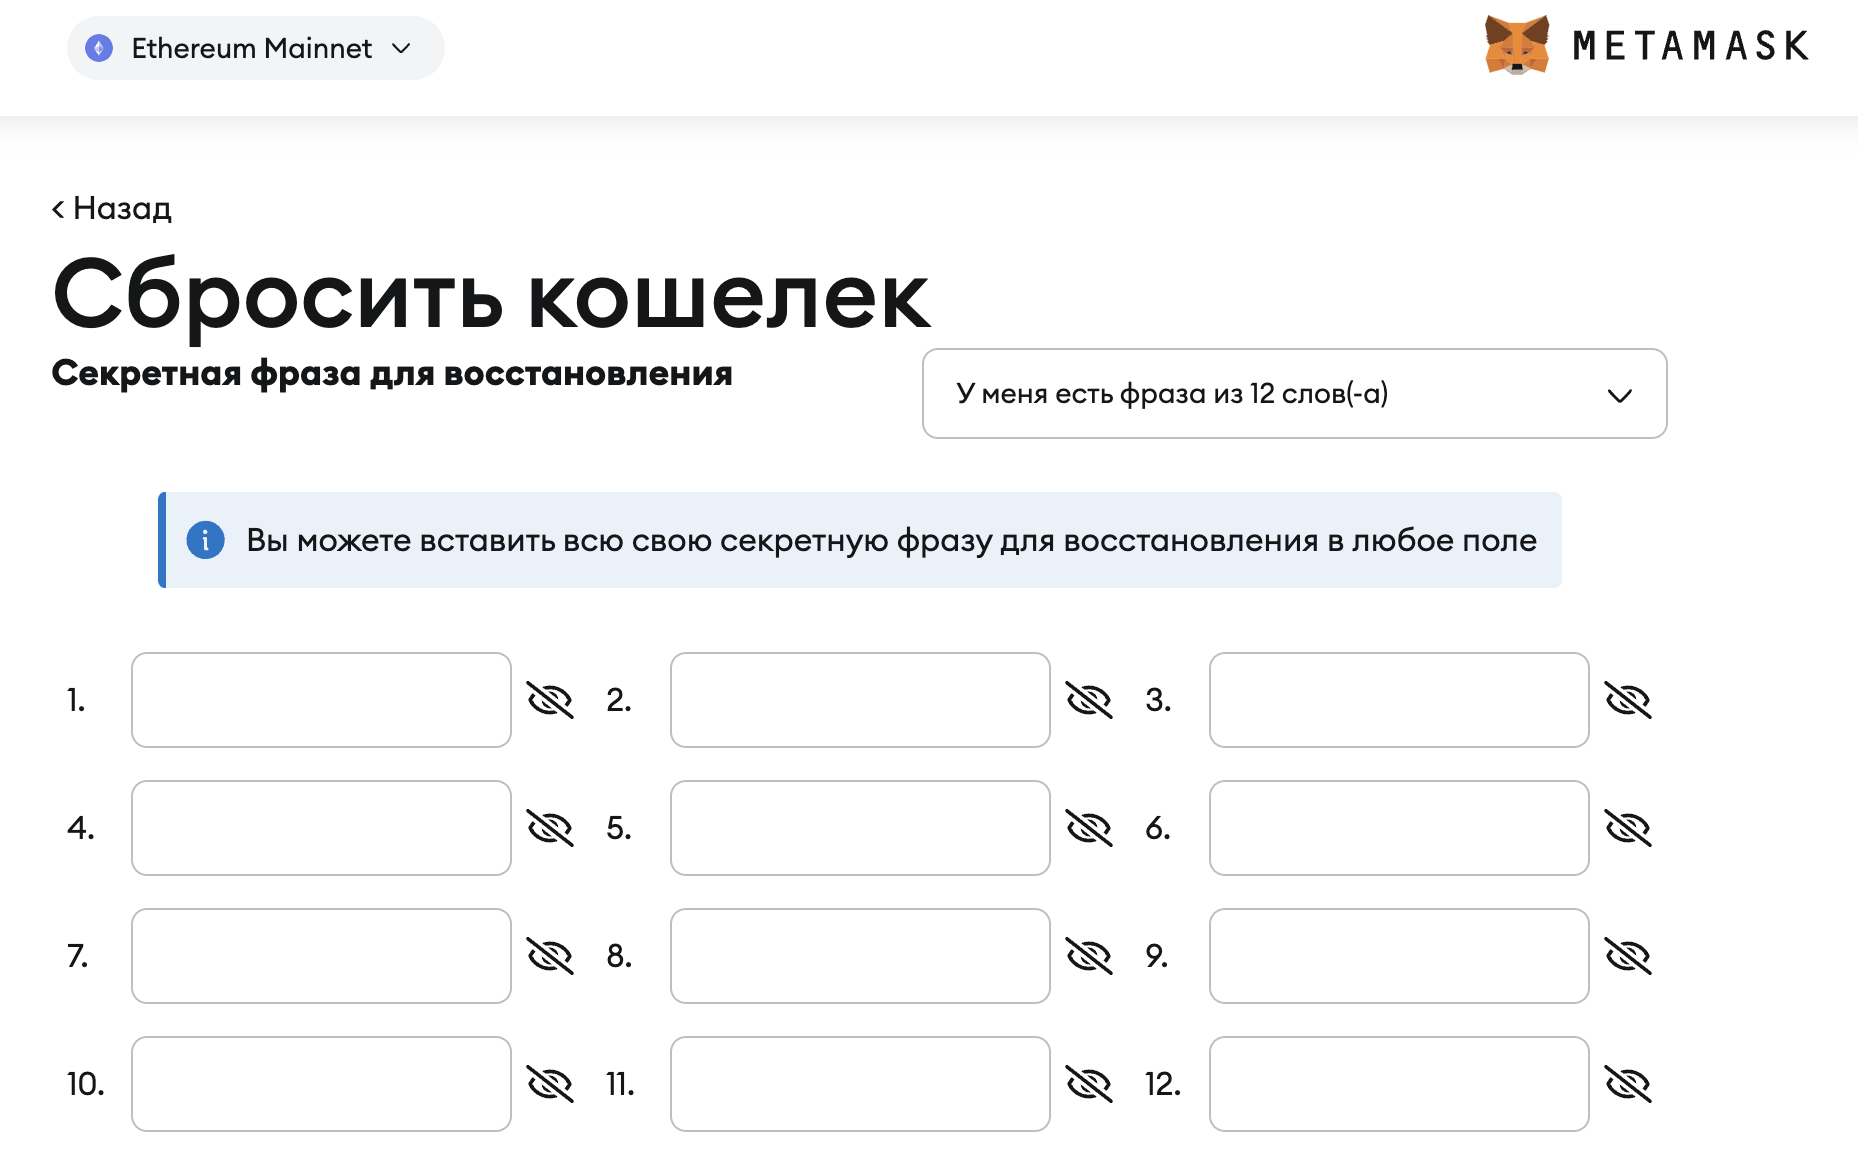 Ethereum Mainnet
METAMASK
< Назад
Сбросить кошелек
Секретная фраза для восстановления
У меня есть фраза из 12 слов(-а)
Вы можете вставить всю свою секретную фразу для восстановления в любое поле
1. 2. 3.
4. 5. 6.
7. 8. 9.
10. 11. 12.